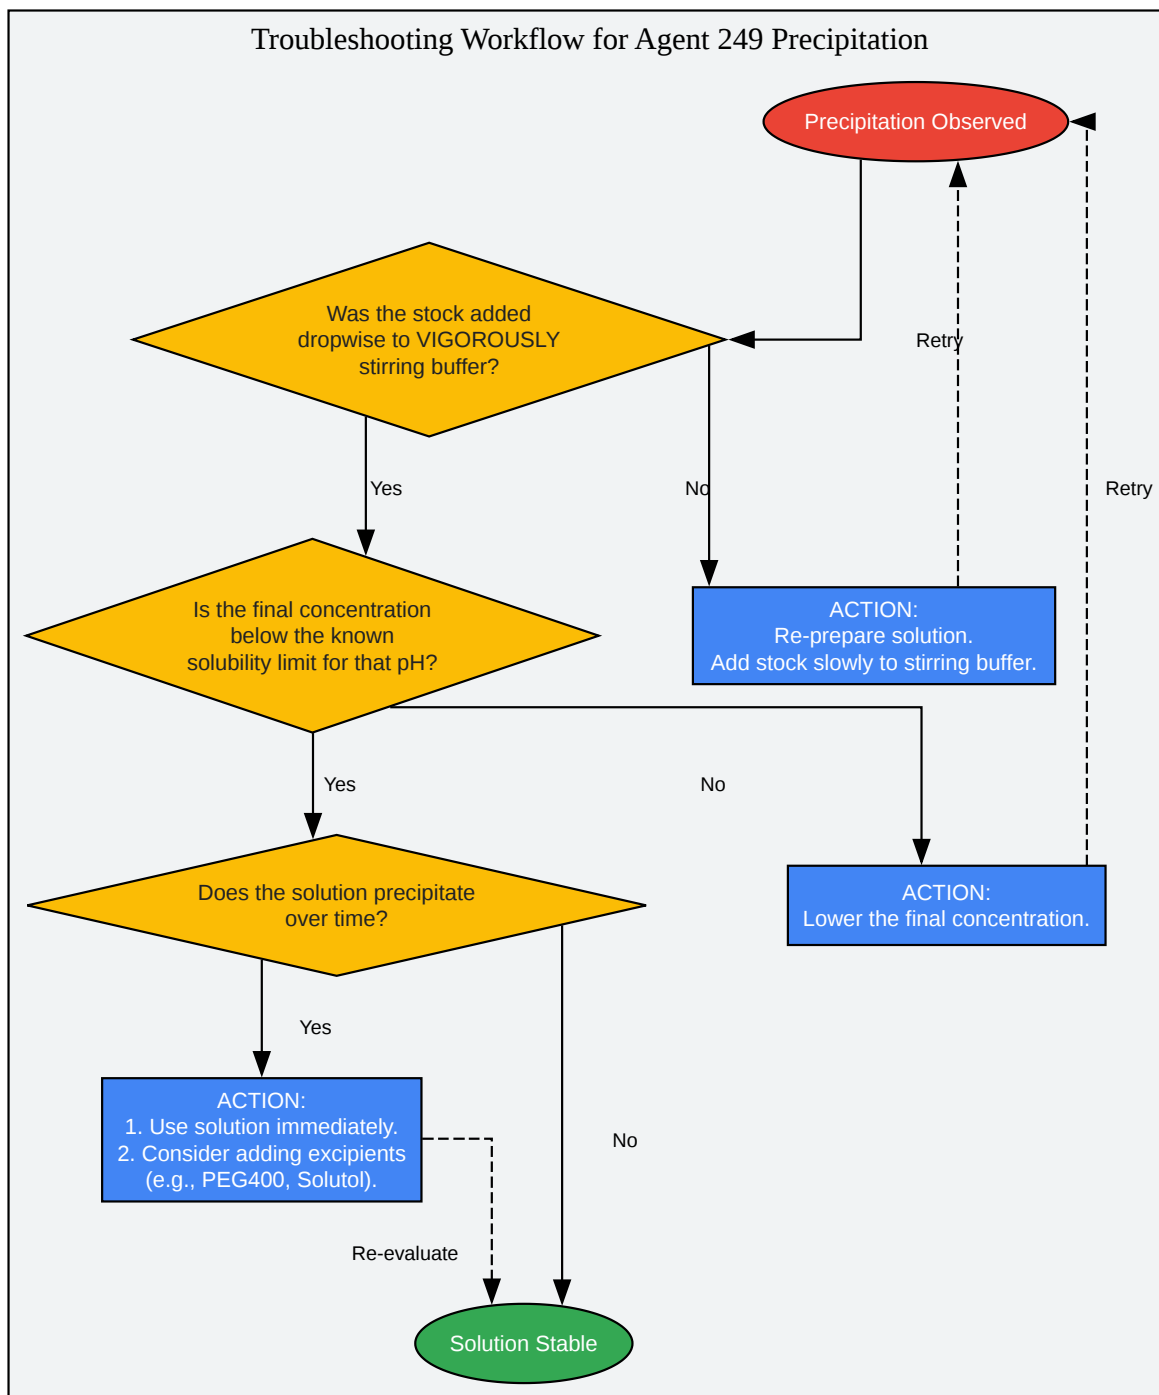 Troubleshooting Workflow for Agent 249 Precipitation
Precipitation Observed
Was the stock added
dropwise to VIGOROUSLY
stirring buffer?
Retry
Yes
No
Retry
Is the final concentration
below the known
solubility limit for that pH?
ACTION:
Re-prepare solution.
Add stock slowly to stirring buffer.
Yes
No
Does the solution precipitate
over time?
ACTION:
Lower the final concentration.
Yes
ACTION:
1. Use solution immediately.
2. Consider adding excipients
(e.g., PEG400, Solutol).
No
Re-evaluate
Solution Stable